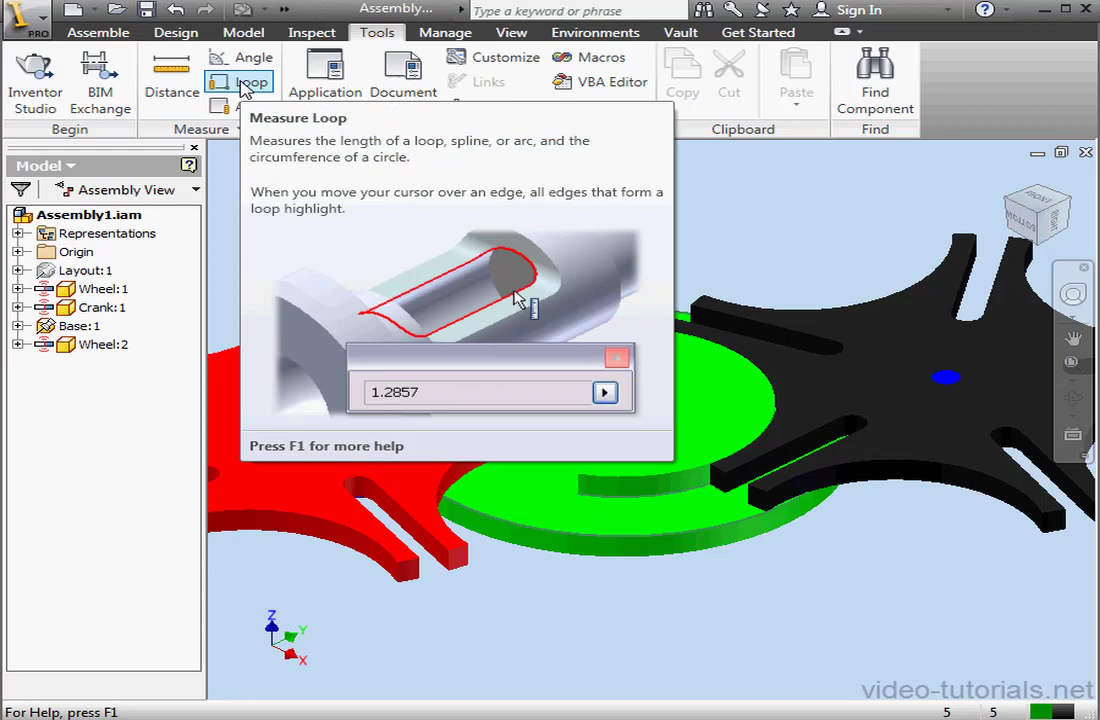 Assembly...
Type a keyword or phrase
Sign In
PRO
Assemble
Design
Model
Inspect
Tools
Manage
View
Environments
Vault
Get Started
Inventor
Studio
BIM
Exchange
Distance
Angle
Loop
Application
Document
Customize
Links
Macros
VBA Editor
Copy
Cut
Paste
Find
Component
Begin
Measure
Clipboard
Find
Measure Loop
Measures the length of a loop, spline, or arc, and the
circumference of a circle.
When you move your cursor over an edge, all edges that form a
loop highlight.
1.2857
Press F1 for more help
Model
Assembly View
Assembly1.iam
Representations
Origin
Layout:1
Wheel:1
Crank:1
Base:1
Wheel:2
FRONT
BOTTOM
RIGHT
Z
Y
X
video-tutorials.net
For Help, press F1
5
5